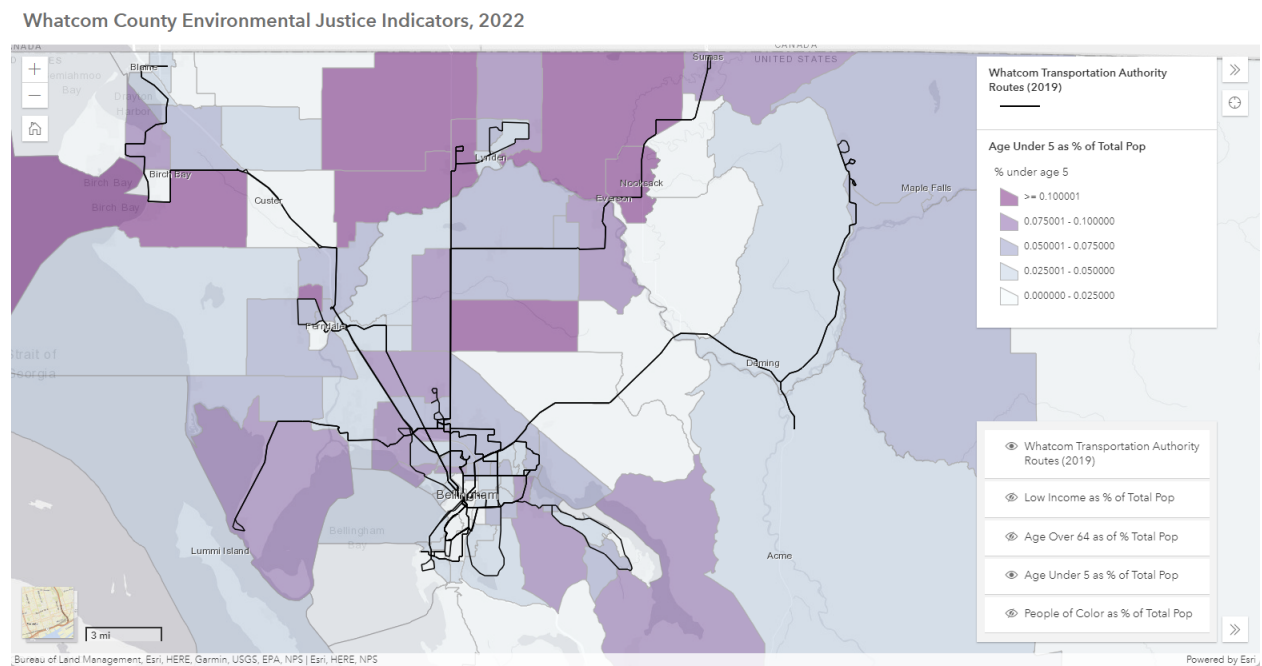 Whatcom County Environmental Justice Indicators, 2022
CANADA
UNITED STATES
Sumas
Blaine
Bay
Drayton
Harbor
Lynden
Birch Bay
Birch Bay
Birch Bay
Custer
Nooksack
Everson
Maple Falls
Ferndale
Strait of
Georgia
Deming
Bellingham
Bellingham
Bay
Lummi Island
Acme
3 mi
Whatcom Transportation Authority
Routes (2019)
Age Under 5 as % of Total Pop
% under age 5
>= 0.100001
0.075001 - 0.100000
0.050001 - 0.075000
0.025001 - 0.050000
0.000000 - 0.025000
Whatcom Transportation Authority
Routes (2019)
Low Income as % of Total Pop
Age Over 64 as of % Total Pop
Age Under 5 as % of Total Pop
People of Color as % of Total Pop
Bureau of Land Management, Esri, HERE, Garmin, USGS, EPA, NPS | Esri, HERE, NPS
Powered by Esri